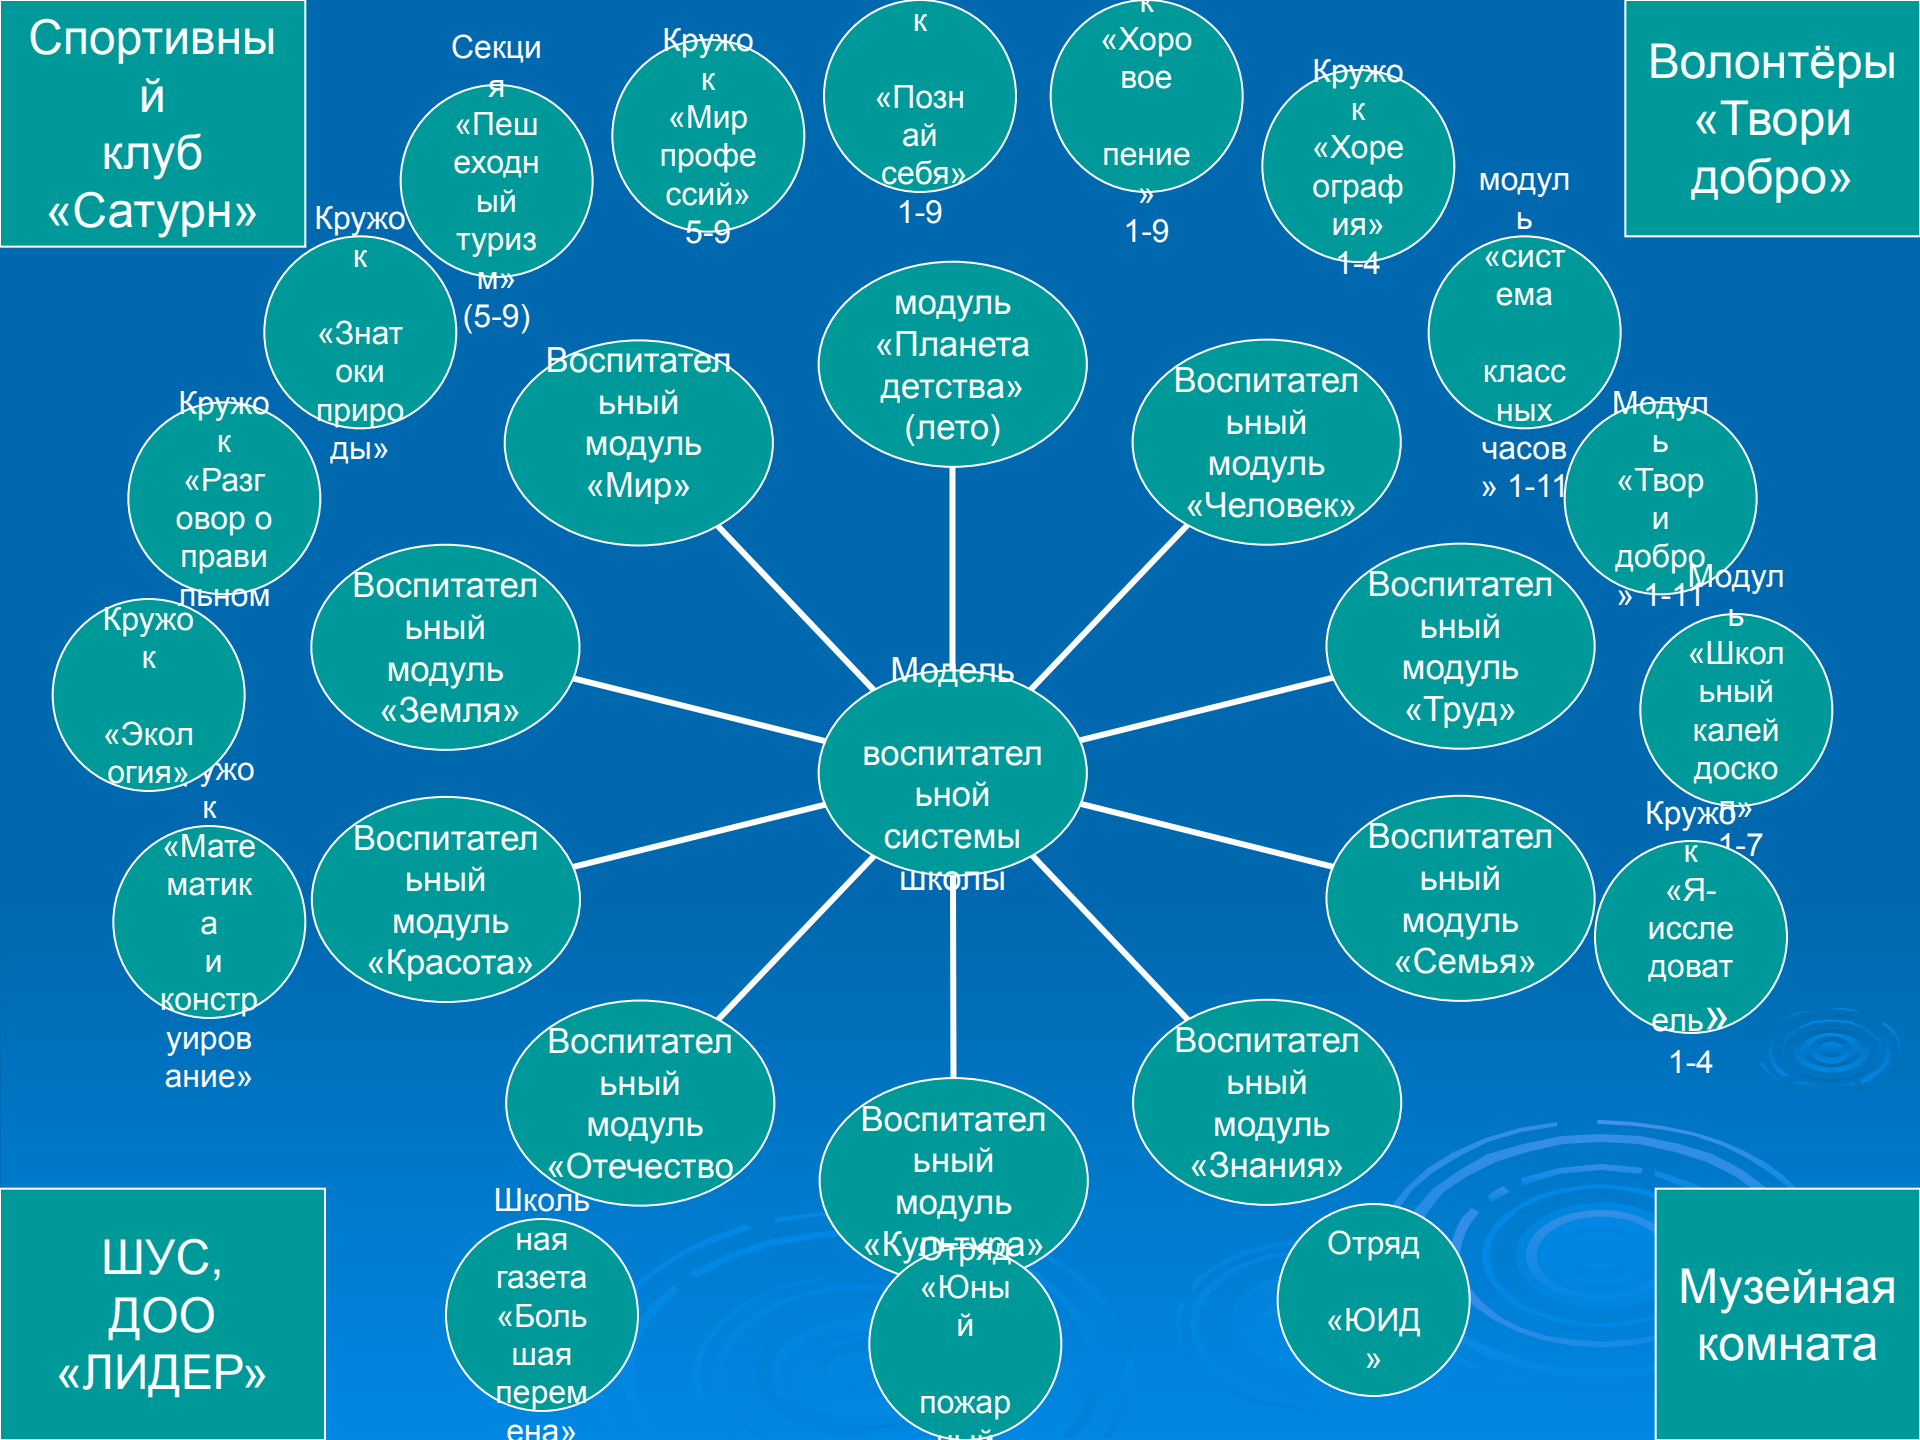 Спортивны
й
клуб
«Сатурн»
Секци
я
«Пеш
еходн
ый
туриз
м»
(5-9)
Кружо
к
«Мир
профе
ссий»
5-9
к
«Позн
ай
себя»
1-9
к
«Хоро
вое
пение
»
1-9
Кружо
к
«Хоре
ограф
ия»
1-4
Волонтёры
«Твори
добро»
Кружо
к
«Знат
оки
приро
ды»
модул
ь
«сист
ема
класс
ных
часов
» 1-11
Кружо
к
«Разг
овор о
прави
льном
Модул
ь
«Твор
и
добро
» 1-11
Кружо
к
«Экол
огия»
Модул
ь
«Школ
ьный
калей
доско
п»
1-7
ужо
к
«Мате
матик
а
и
констр
уиров
ание»
Кружо
к
«Я-
иссле
доват
ель»
1-4
модуль
«Планета
детства»
(лето)
Воспитател
ьный
модуль
«Мир»
Воспитател
ьный
модуль
«Человек»
Воспитател
ьный
модуль
«Земля»
Воспитател
ьный
модуль
«Труд»
Модель
воспитател
ьной
системы
школы
Воспитател
ьный
модуль
«Красота»
Воспитател
ьный
модуль
«Семья»
Воспитател
ьный
модуль
«Отечество
Воспитател
ьный
модуль
«Культура»
Воспитател
ьный
модуль
«Знания»
ШУС,
ДОО
«ЛИДЕР»
Школь
ная
газета
«Боль
шая
перем
ена»
Отряд
«Юны
й
пожар
ный
Отряд
«ЮИД
»
Музейная
комната